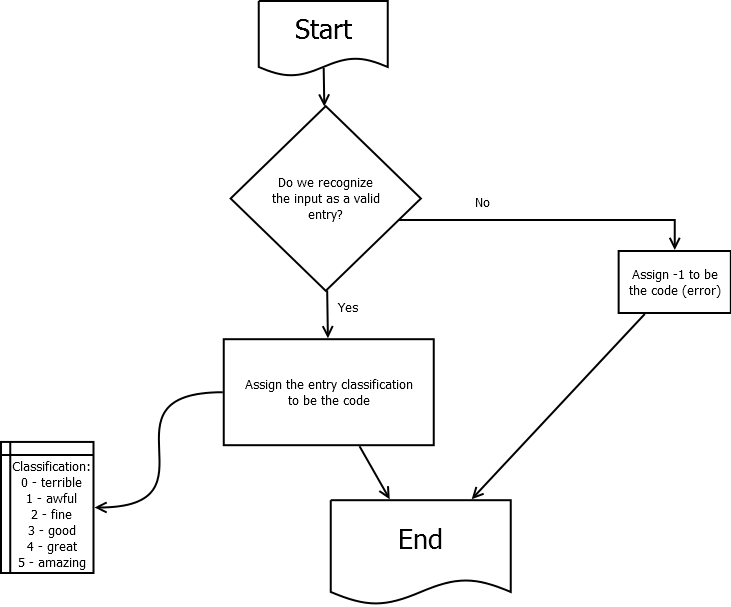 Start
Do we recognize
the input as a valid
entry?
No
Assign -1 to be
the code (error)
Yes
Assign the entry classification
to be the code
Classification:
0 - terrible
1 - awful
2 - fine
3 - good
4 - great
5 - amazing
End